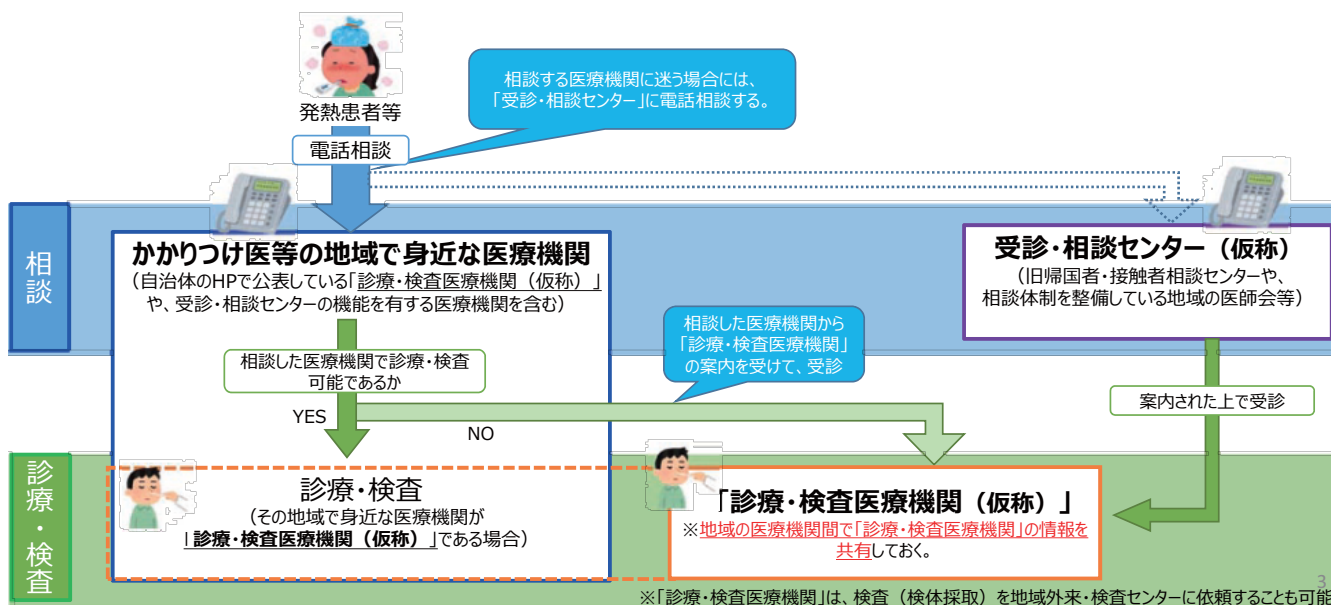 発熱患者等
相談する医療機関に迷う場合には、
「受診・相談センター」に電話相談する。
電話相談
相談
かかりつけ医等の地域で身近な医療機関
（自治体のHPで公表している「診療・検査医療機関（仮称）」
や、受診・相談センターの機能を有する医療機関を含む）
受診・相談センター（仮称）
（旧帰国者・接触者相談センターや、
相談体制を整備している地域の医師会等）
相談した医療機関から
「診療・検査医療機関」
の案内を受けて、受診
相談した医療機関で診療・検査
可能であるか
YES
NO
案内された上で受診
診療・検査
診療・検査
（その地域で身近な医療機関が
「診療・検査医療機関（仮称）」である場合）
「診療・検査医療機関（仮称）」
※地域の医療機関間で「診療・検査医療機関」の情報を
共有しておく。
3
※「診療・検査医療機関」は、検査（検体採取）を地域外来・検査センターに依頼することも可能